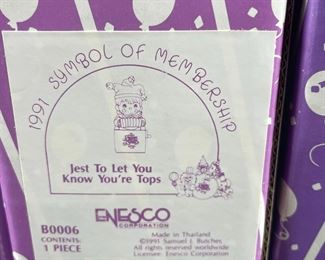 1991 SYMBOL OF MEMBERSHIP
Jest To Let You
Know You're Tops
ENESCO
CORPORATION
B0006
CONTENTS:
1 PIECE
Made in Thailand
©1991 Samuel J. Butcher
All rights reserved worldwide
Licensee: Enesco Corporation